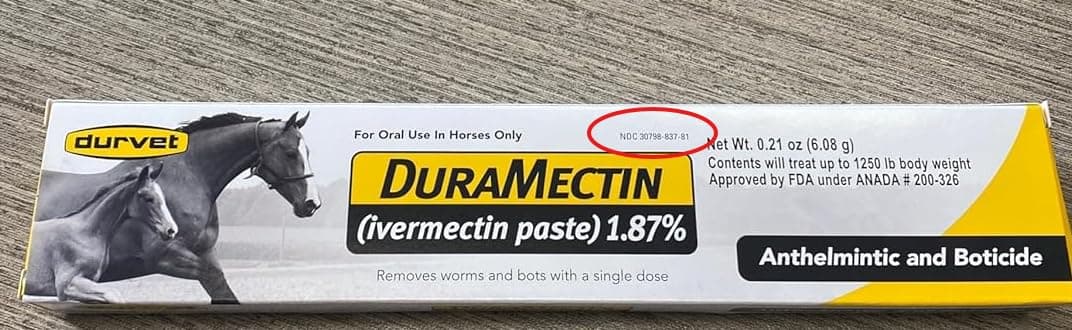 durvet
For Oral Use In Horses Only
NDC 30798-837-81
DURAMECTIN
(ivermectin paste) 1.87%
Removes worms and bots with a single dose
Net Wt. 0.21 oz (6.08 g)
Contents will treat up to 1250 lb body weight
Approved by FDA under ANADA # 200-326
Anthelmintic and Boticide